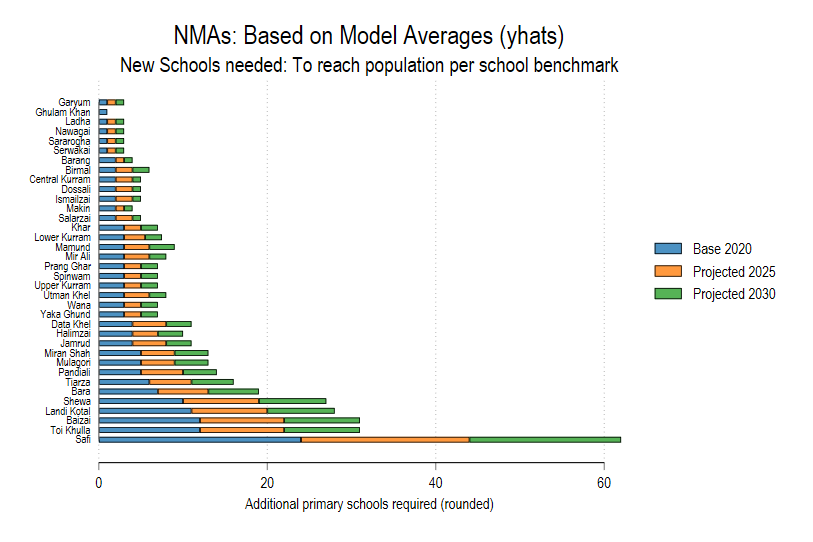 NMAs: Based on Model Averages (yhats)
New Schools needed: To reach population per school benchmark
Garyum
Ghulam Khan
Ladha
Nawagai
Sararogha
Serwakai
Barang
Birmal
Central Kurram
Dossali
Ismailzai
Makin
Salarzai
Khar
Lower Kurram
Mamund
Mir Ali
Prang Ghar
Spinwam
Upper Kurram
Utman Khel
Wana
Yaka Ghund
Data Khel
Halimzai
Jamrud
Miran Shah
Mulagori
Pandiali
Tiarza
Bara
Shewa
Landi Kotal
Baizai
Toi Khulla
Safi
0 20 40 60
Additional primary schools required (rounded)
Base 2020
Projected 2025
Projected 2030